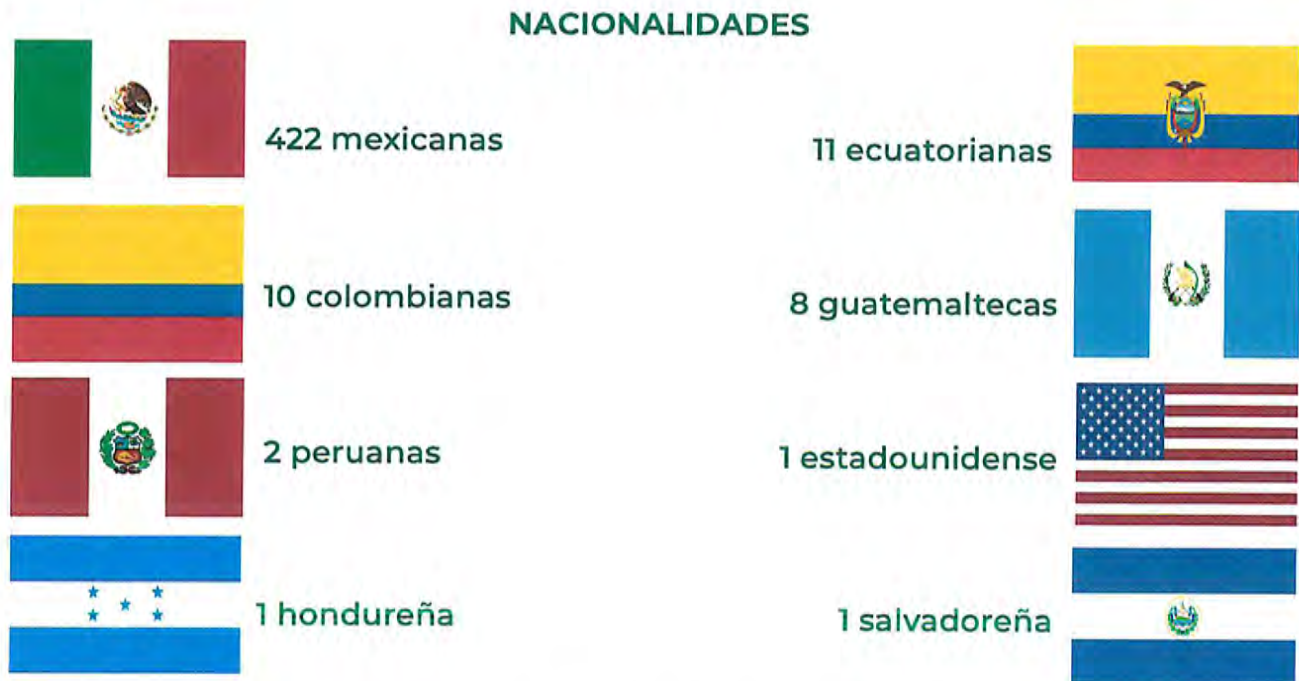 NACIONALIDADES
422 mexicanas
11 ecuatorianas
10 colombianas
8 guatemaltecas
2 peruanas
1 estadounidense
1 hondureña
1 salvadoreña